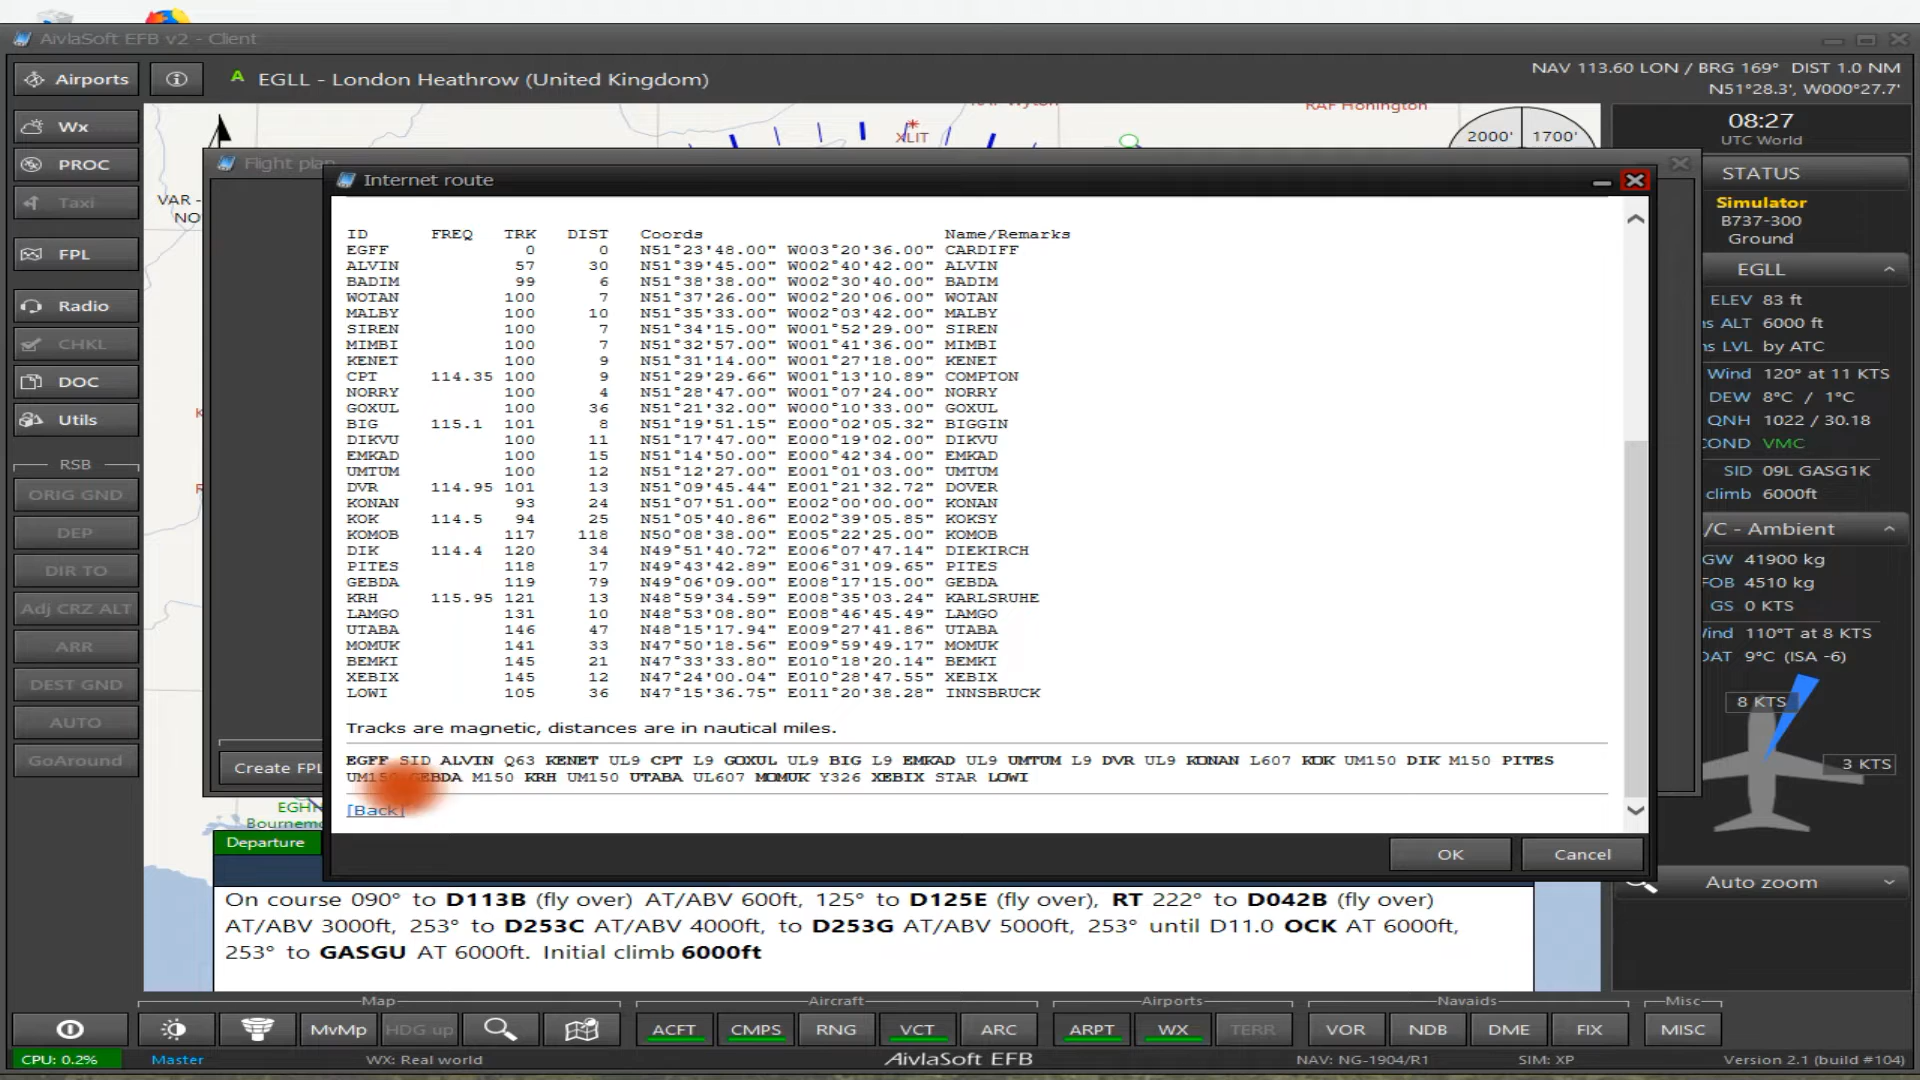 AivlaSoft EFB v2 - Client
Airports
A EGLL - London Heathrow (United Kingdom)
NAV 113.60 LON / BRG 169° DIST 1.0 NM
N51°28.3', W000°27.7'
Wx
PROC
Taxi
FPL
Radio
CHKL
DOC
Utils
RSB
ORIG GND
DEP
DIR TO
Adj CRZ ALT
ARR
DEST GND
AUTO
GoAround
RAF Honington
XLIT
2000' 1700'
VAR -
NO
Flight plan
Create FPL
Internet route
ID FREQ TRK DIST Coords Name/Remarks
EGFF 0 0 N51°23'48.00" W003°20'36.00" CARDIFF
ALVIN 57 30 N51°39'45.00" W002°40'42.00" ALVIN
BADIM 99 6 N51°38'38.00" W002°30'40.00" BADIM
WOTAN 100 7 N51°37'26.00" W002°20'06.00" WOTAN
MALBY 100 10 N51°35'33.00" W002°03'42.00" MALBY
SIREN 100 7 N51°34'15.00" W001°52'29.00" SIREN
MIMBI 100 7 N51°32'57.00" W001°41'36.00" MIMBI
KENET 100 9 N51°31'14.00" W001°27'18.00" KENET
CPT 114.35 100 9 N51°29'29.66" W001°13'10.89" COMPTON
NORRY 100 4 N51°28'47.00" W001°07'24.00" NORRY
GOXUL 100 36 N51°21'32.00" W000°10'33.00" GOXUL
BIG 115.1 101 8 N51°19'51.15" E000°02'05.32" BIGGIN
DIKVU 100 11 N51°17'47.00" E000°19'02.00" DIKVU
EMKAD 100 15 N51°14'50.00" E000°42'34.00" EMKAD
UMTUM 100 12 N51°12'27.00" E001°01'03.00" UMTUM
DVR 114.95 101 13 N51°09'45.44" E001°21'32.72" DOVER
KONAN 93 24 N51°07'51.00" E002°00'00.00" KONAN
KOK 114.5 94 25 N51°05'40.86" E002°39'05.85" KOKSY
KOMOB 117 118 N50°08'38.00" E005°22'25.00" KOMOB
DIK 114.4 120 34 N49°51'40.72" E006°07'47.14" DIEKIRCH
PITES 118 17 N49°43'42.89" E006°31'09.65" PITES
GEBDA 119 79 N49°06'09.00" E008°17'15.00" GEBDA
KRH 115.95 121 13 N48°59'34.59" E008°35'03.24" KARLSRUHE
LAMGO 131 10 N48°53'08.80" E008°46'45.49" LAMGO
UTABA 146 47 N48°15'17.94" E009°27'41.86" UTABA
MOMUK 141 33 N47°50'18.56" E009°59'49.17" MOMUK
BEMKI 145 21 N47°33'33.80" E010°18'20.14" BEMKI
XEBIX 145 12 N47°24'00.04" E010°28'47.55" XEBIX
LOWI 105 36 N47°15'36.75" E011°20'38.28" INNSBRUCK
Tracks are magnetic, distances are in nautical miles.
EGFF SID ALVIN Q63 KENET UL9 CPT L9 GOXUL UL9 BIG L9 EMKAD UL9 UMTUM L9 DVR UL9 KONAN L607 KOK UM150 DIK M150 PITES
UM150 GEBDA M150 KRH UM150 UTABA UL607 MOMUK Y326 XEBIX STAR LOWI
[Back]
OK
Cancel
Departure
On course 090° to D113B (fly over) AT/ABV 600ft, 125° to D125E (fly over), RT 222° to D042B (fly over)
AT/ABV 3000ft, 253° to D253C AT/ABV 4000ft, to D253G AT/ABV 5000ft, 253° until D11.0 OCK AT 6000ft,
253° to GASGU AT 6000ft. Initial climb 6000ft
08:27
UTC World
STATUS
Simulator
B737-300
Ground
EGLL
ELEV 83 ft
ns ALT 6000 ft
ns LVL by ATC
Wind 120° at 11 KTS
DEW 8°C / 1°C
QNH 1022 / 30.18
COND VMC
SID 09L GASG1K
climb 6000ft
/C - Ambient
GW 41900 kg
FOB 4510 kg
GS 0 KTS
Wind 110°T at 8 KTS
OAT 9°C (ISA -6)
8 KTS
3 KTS
Auto zoom
Map Aircraft Airports Navaids Misc
MvMp HDG up ACFT CMPS RNG VCT ARC ARPT WX TERR VOR NDB DME FIX MISC
CPU: 0.2% Master WX: Real world AivlaSoft EFB NAV: NG-1904/R1 SIM: XP Version 2.1 (build #104)